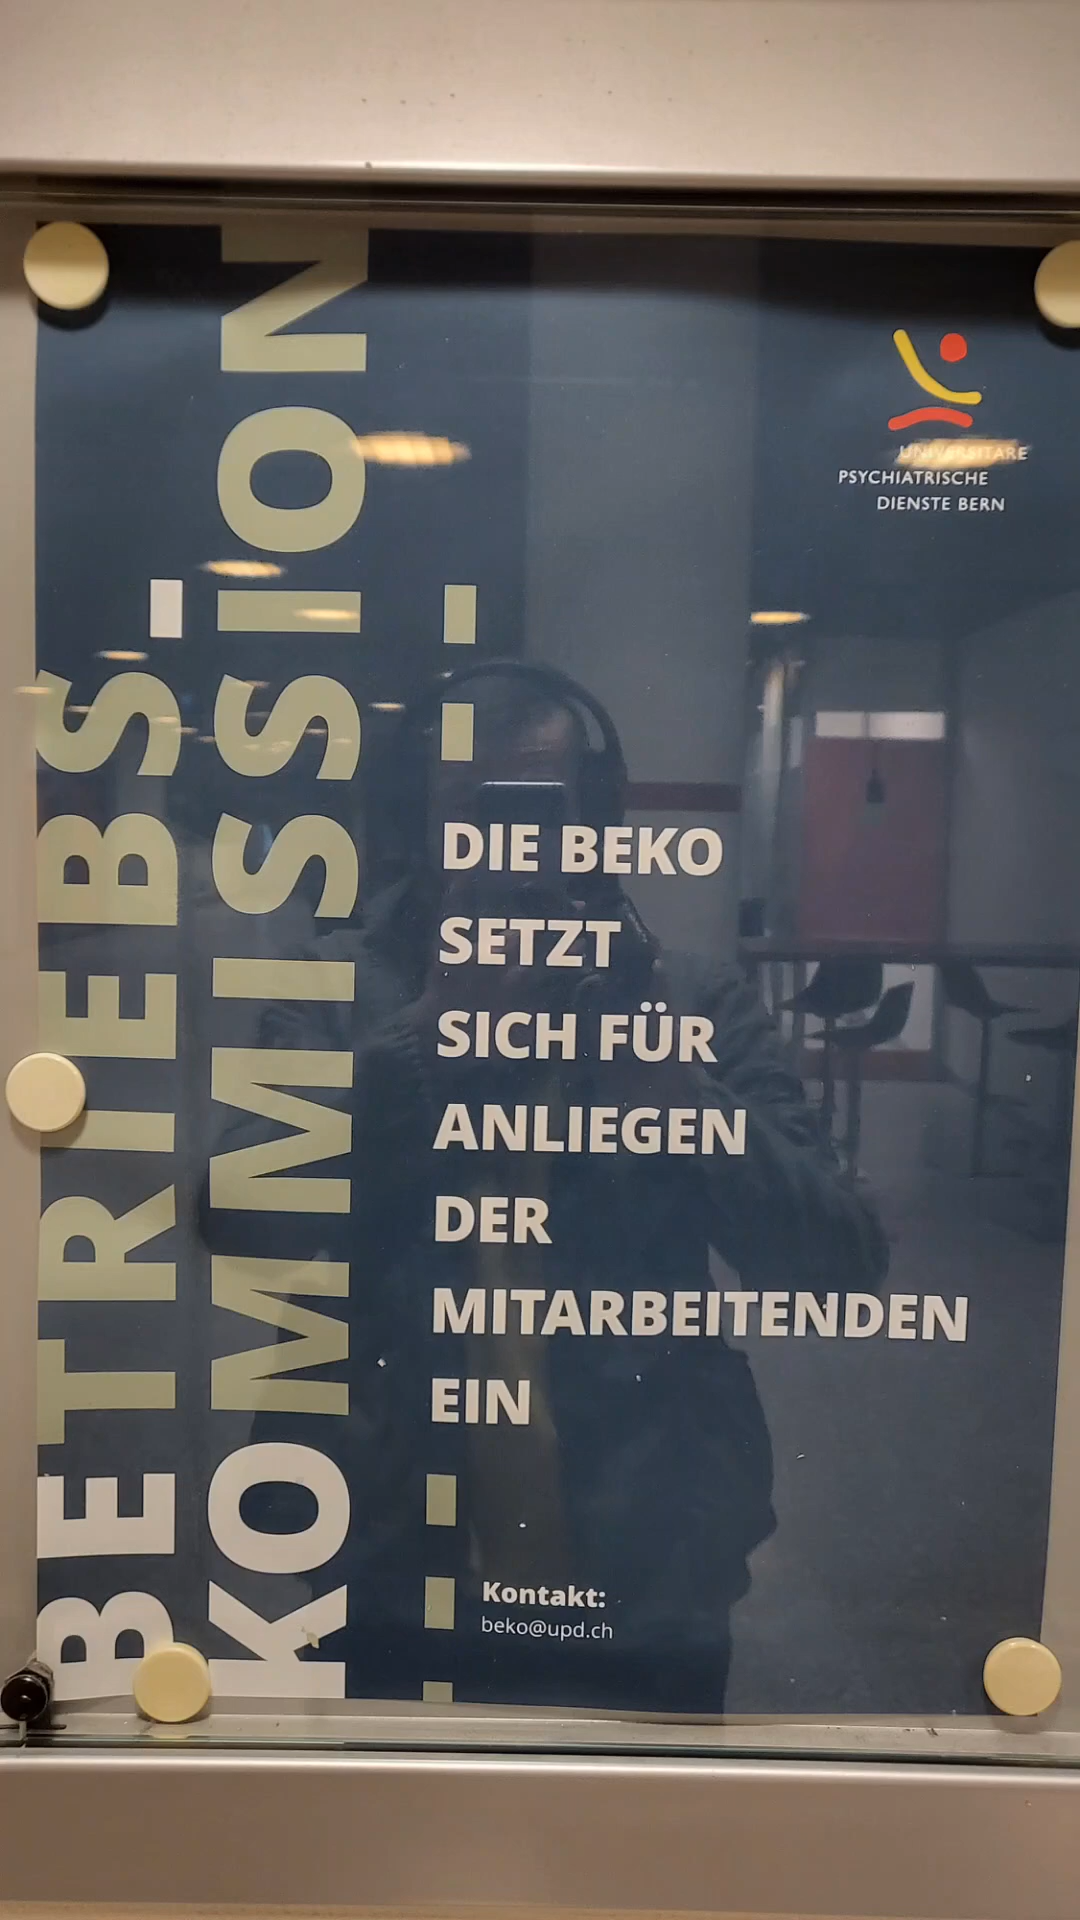 BETRIEBS-
KOMMISSION
UNIVERSITÄRE
PSYCHIATRISCHE
DIENSTE BERN
DIE BEKO
SETZT
SICH FÜR
ANLIEGEN
DER
MITARBEITENDEN
EIN
Kontakt:
beko@upd.ch